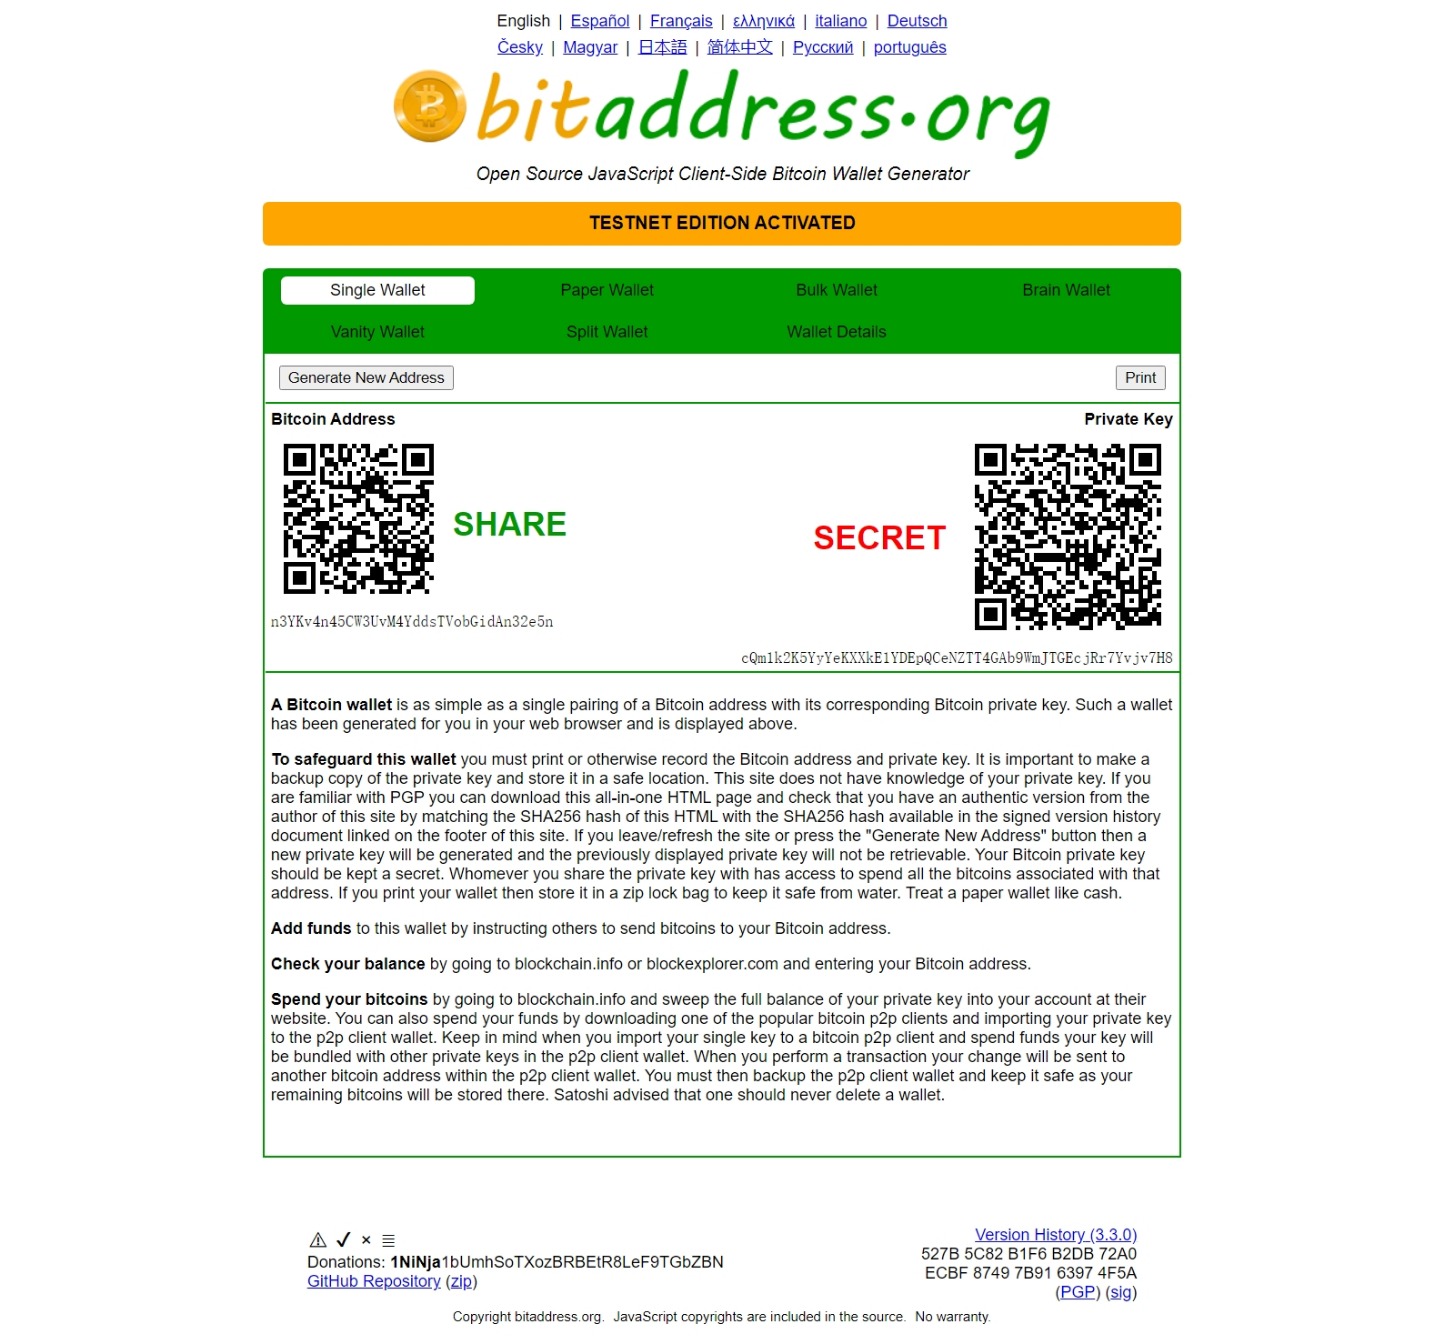 English | Español | Français | ελληνικά | italiano | Deutsch
Česky | Magyar | 日本語 | 简体中文 | Русский | português
bitaddress.org
Open Source JavaScript Client-Side Bitcoin Wallet Generator
TESTNET EDITION ACTIVATED
Single Wallet Paper Wallet Bulk Wallet Brain Wallet
Vanity Wallet Split Wallet Wallet Details
Generate New Address Print
Bitcoin Address Private Key
SHARE SECRET
n3YKv4n45CW3UvM4YddsTVobGidAn32e5n
cQm1k2K5YyYeKXXkE1YDEpQCeNZTT4GAb9WmJTGEcjRr7Yvjv7H8
A Bitcoin wallet is as simple as a single pairing of a Bitcoin address with its corresponding Bitcoin private key. Such a wallet
has been generated for you in your web browser and is displayed above.
To safeguard this wallet you must print or otherwise record the Bitcoin address and private key. It is important to make a
backup copy of the private key and store it in a safe location. This site does not have knowledge of your private key. If you
are familiar with PGP you can download this all-in-one HTML page and check that you have an authentic version from the
author of this site by matching the SHA256 hash of this HTML with the SHA256 hash available in the signed version history
document linked on the footer of this site. If you leave/refresh the site or press the "Generate New Address" button then a
new private key will be generated and the previously displayed private key will not be retrievable. Your Bitcoin private key
should be kept a secret. Whomever you share the private key with has access to spend all the bitcoins associated with that
address. If you print your wallet then store it in a zip lock bag to keep it safe from water. Treat a paper wallet like cash.
Add funds to this wallet by instructing others to send bitcoins to your Bitcoin address.
Check your balance by going to blockchain.info or blockexplorer.com and entering your Bitcoin address.
Spend your bitcoins by going to blockchain.info and sweep the full balance of your private key into your account at their
website. You can also spend your funds by downloading one of the popular bitcoin p2p clients and importing your private key
to the p2p client wallet. Keep in mind when you import your single key to a bitcoin p2p client and spend funds your key will
be bundled with other private keys in the p2p client wallet. When you perform a transaction your change will be sent to
another bitcoin address within the p2p client wallet. You must then backup the p2p client wallet and keep it safe as your
remaining bitcoins will be stored there. Satoshi advised that one should never delete a wallet.
Donations: 1NiNja1bUmhSoTXozBRBEtR8LeF9TGbZBN
GitHub Repository (zip)
Version History (3.3.0)
527B 5C82 B1F6 B2DB 72A0
ECBF 8749 7B91 6397 4F5A
(PGP) (sig)
Copyright bitaddress.org. JavaScript copyrights are included in the source. No warranty.